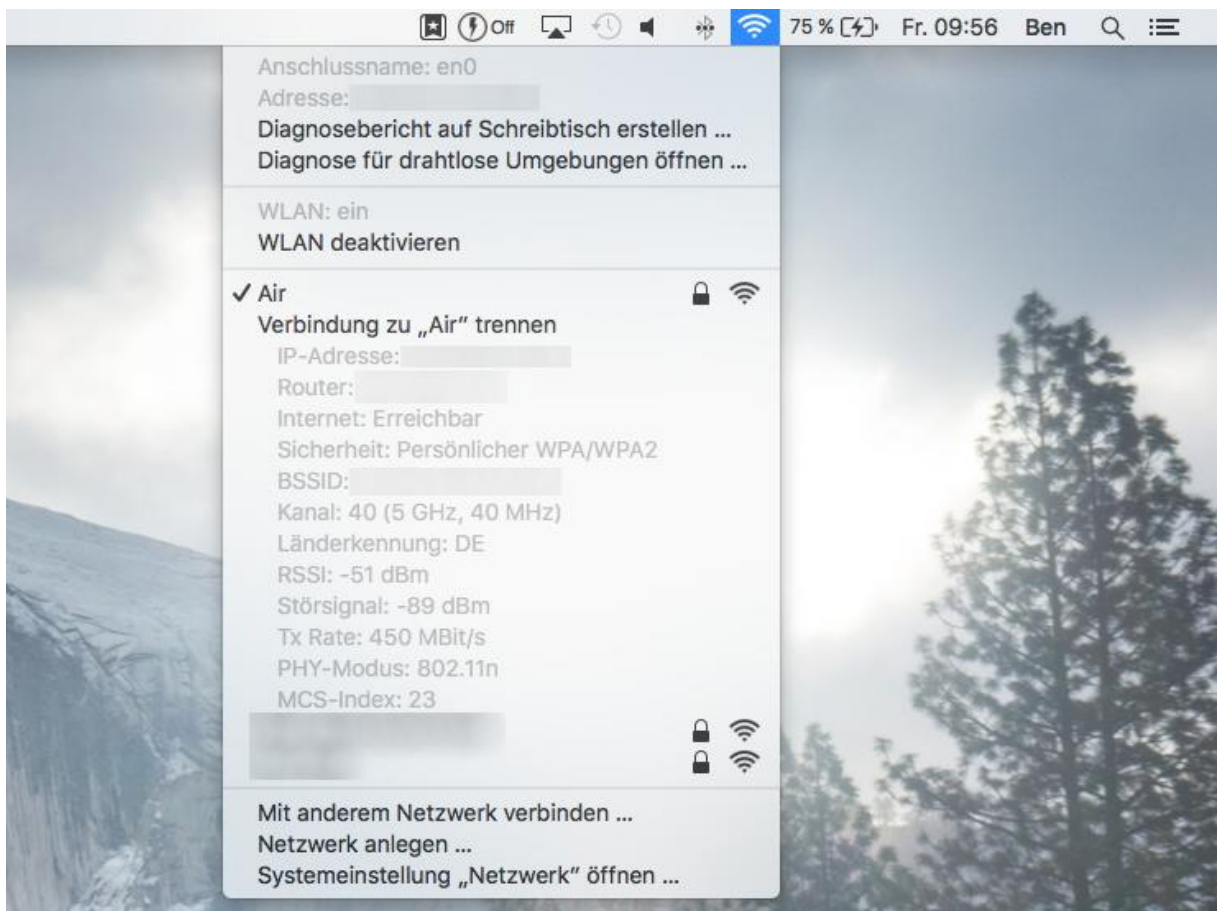 Off 75 % Fr. 09:56 Ben
Anschlussname: en0
Adresse:
Diagnosebericht auf Schreibtisch erstellen ...
Diagnose für drahtlose Umgebungen öffnen ...
WLAN: ein
WLAN deaktivieren
Air
Verbindung zu „Air“ trennen
IP-Adresse:
Router:
Internet: Erreichbar
Sicherheit: Persönlicher WPA/WPA2
BSSID:
Kanal: 40 (5 GHz, 40 MHz)
Länderkennung: DE
RSSI: -51 dBm
Störsignal: -89 dBm
Tx Rate: 450 MBit/s
PHY-Modus: 802.11n
MCS-Index: 23
Mit anderem Netzwerk verbinden ...
Netzwerk anlegen ...
Systemeinstellung „Netzwerk“ öffnen ...